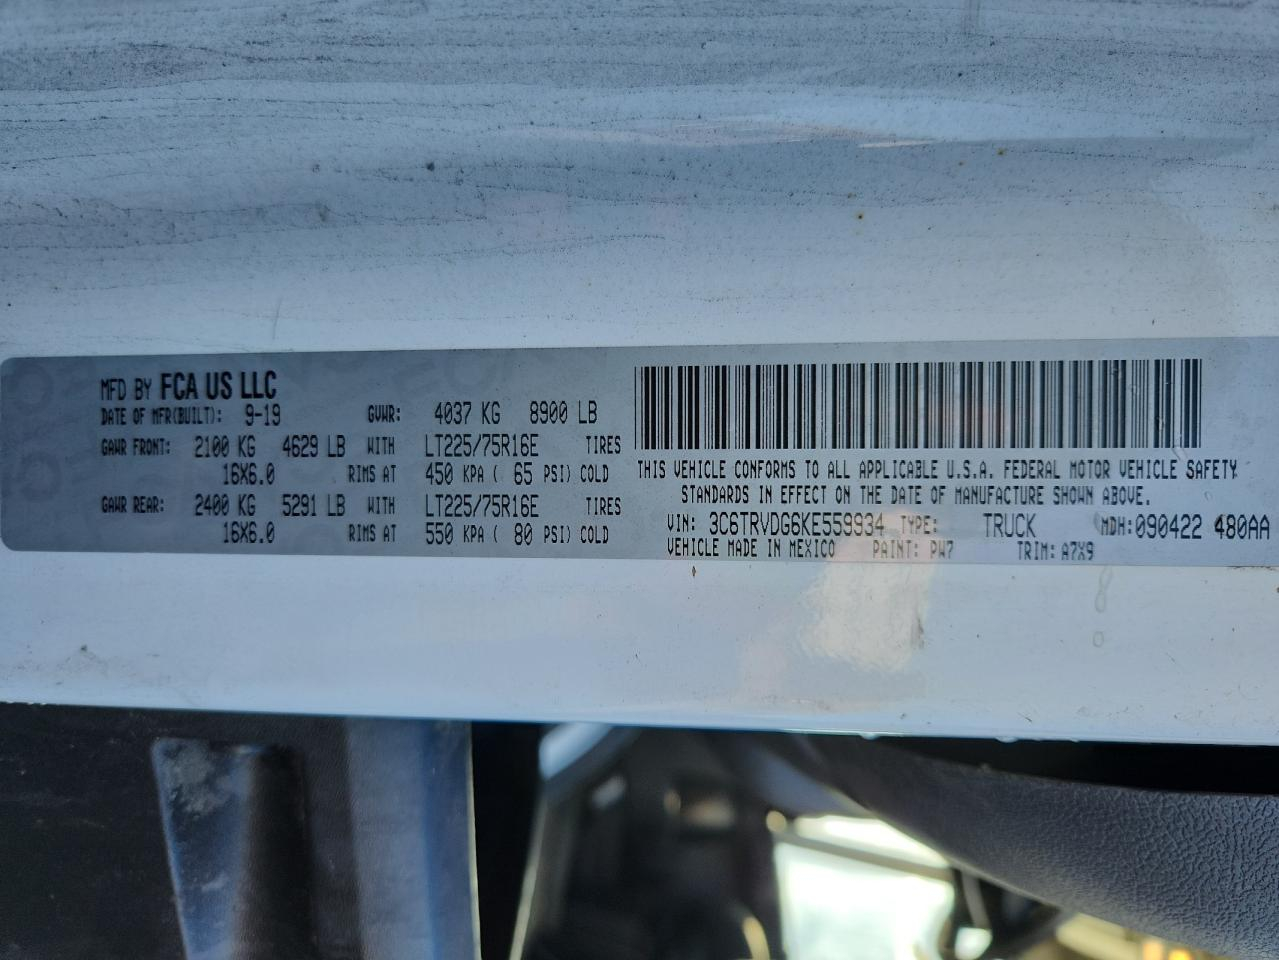 MFD BY FCA US LLC
DATE OF MFR(BUILT): 9-19 GVWR: 4037 KG 8900 LB
GAWR FRONT: 2100 KG 4629 LB WITH LT225/75R16E TIRES
16X6.0 RIMS AT 450 KPA ( 65 PSI) COLD
GAWR REAR: 2400 KG 5291 LB WITH LT225/75R16E TIRES
16X6.0 RIMS AT 550 KPA ( 80 PSI) COLD
THIS VEHICLE CONFORMS TO ALL APPLICABLE U.S.A. FEDERAL MOTOR VEHICLE SAFETY
STANDARDS IN EFFECT ON THE DATE OF MANUFACTURE SHOWN ABOVE.
VIN: 3C6TRVDG6KE559934 TYPE: TRUCK MDH:090422 480AA
VEHICLE MADE IN MEXICO PAINT: PW7 TRIM: A7X9